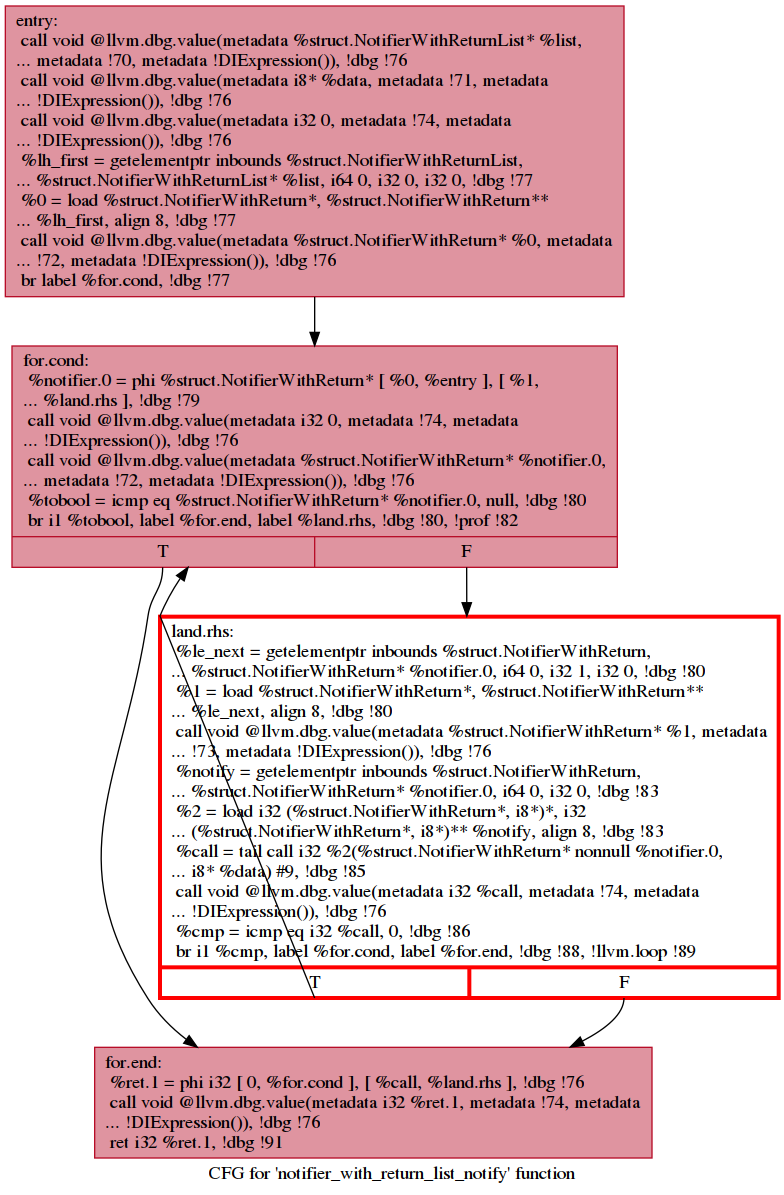 entry:
call void @llvm.dbg.value(metadata %struct.NotifierWithReturnList* %list,
... metadata !70, metadata !DIExpression()), !dbg !76
call void @llvm.dbg.value(metadata i8* %data, metadata !71, metadata
... !DIExpression()), !dbg !76
call void @llvm.dbg.value(metadata i32 0, metadata !74, metadata
... !DIExpression()), !dbg !76
%lh_first = getelementptr inbounds %struct.NotifierWithReturnList,
... %struct.NotifierWithReturnList* %list, i64 0, i32 0, i32 0, !dbg !77
%0 = load %struct.NotifierWithReturn*, %struct.NotifierWithReturn**
... %lh_first, align 8, !dbg !77
call void @llvm.dbg.value(metadata %struct.NotifierWithReturn* %0, metadata
... !72, metadata !DIExpression()), !dbg !76
br label %for.cond, !dbg !77
for.cond:
%notifier.0 = phi %struct.NotifierWithReturn* [ %0, %entry ], [ %1,
... %land.rhs ], !dbg !79
call void @llvm.dbg.value(metadata i32 0, metadata !74, metadata
... !DIExpression()), !dbg !76
call void @llvm.dbg.value(metadata %struct.NotifierWithReturn* %notifier.0,
... metadata !72, metadata !DIExpression()), !dbg !76
%tobool = icmp eq %struct.NotifierWithReturn* %notifier.0, null, !dbg !80
br i1 %tobool, label %for.end, label %land.rhs, !dbg !80, !prof !82
T F
land.rhs:
%le_next = getelementptr inbounds %struct.NotifierWithReturn,
... %struct.NotifierWithReturn* %notifier.0, i64 0, i32 1, i32 0, !dbg !80
%1 = load %struct.NotifierWithReturn*, %struct.NotifierWithReturn**
... %le_next, align 8, !dbg !80
call void @llvm.dbg.value(metadata %struct.NotifierWithReturn* %1, metadata
... !73, metadata !DIExpression()), !dbg !76
%notify = getelementptr inbounds %struct.NotifierWithReturn,
... %struct.NotifierWithReturn* %notifier.0, i64 0, i32 0, !dbg !83
%2 = load i32 (%struct.NotifierWithReturn*, i8*)*, i32
... (%struct.NotifierWithReturn*, i8*)** %notify, align 8, !dbg !83
%call = tail call i32 %2(%struct.NotifierWithReturn* nonnull %notifier.0,
... i8* %data) #9, !dbg !85
call void @llvm.dbg.value(metadata i32 %call, metadata !74, metadata
... !DIExpression()), !dbg !76
%cmp = icmp eq i32 %call, 0, !dbg !86
br i1 %cmp, label %for.cond, label %for.end, !dbg !88, !llvm.loop !89
T F
for.end:
%ret.1 = phi i32 [ 0, %for.cond ], [ %call, %land.rhs ], !dbg !76
call void @llvm.dbg.value(metadata i32 %ret.1, metadata !74, metadata
... !DIExpression()), !dbg !76
ret i32 %ret.1, !dbg !91
CFG for 'notifier_with_return_list_notify' function